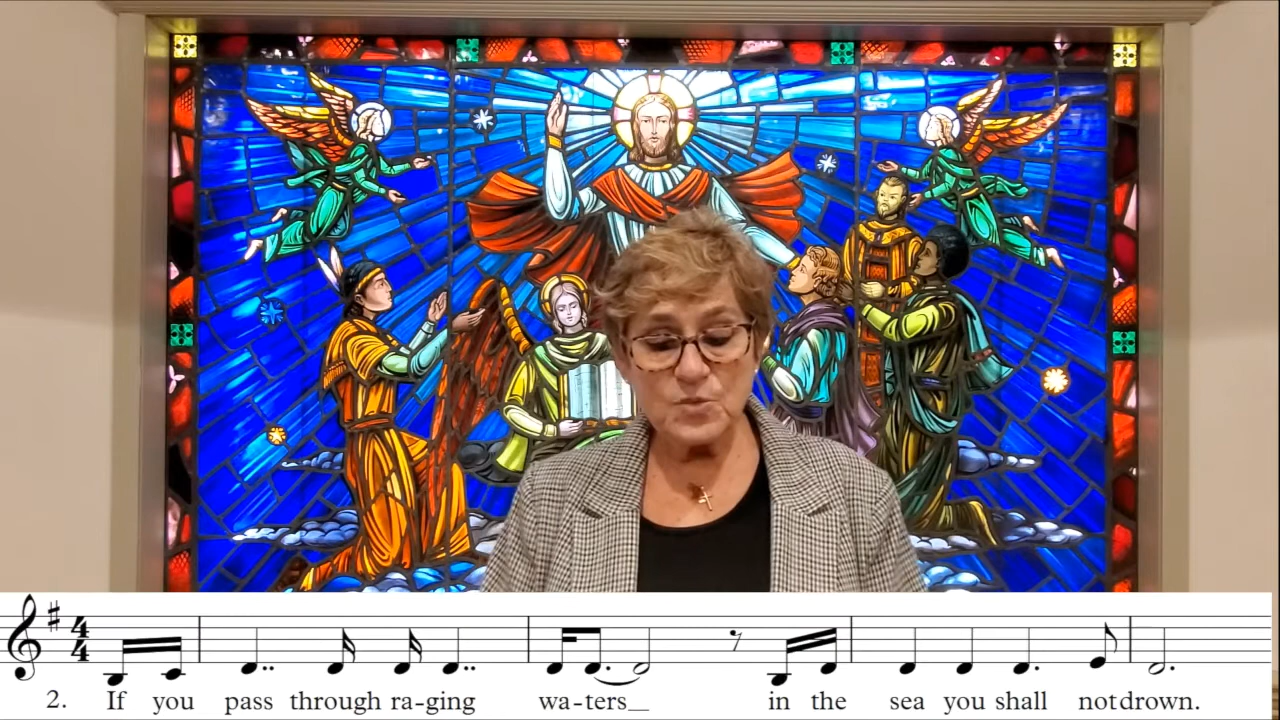 2. If you pass through ra-ging wa-ters_ in the sea you shall not drown.